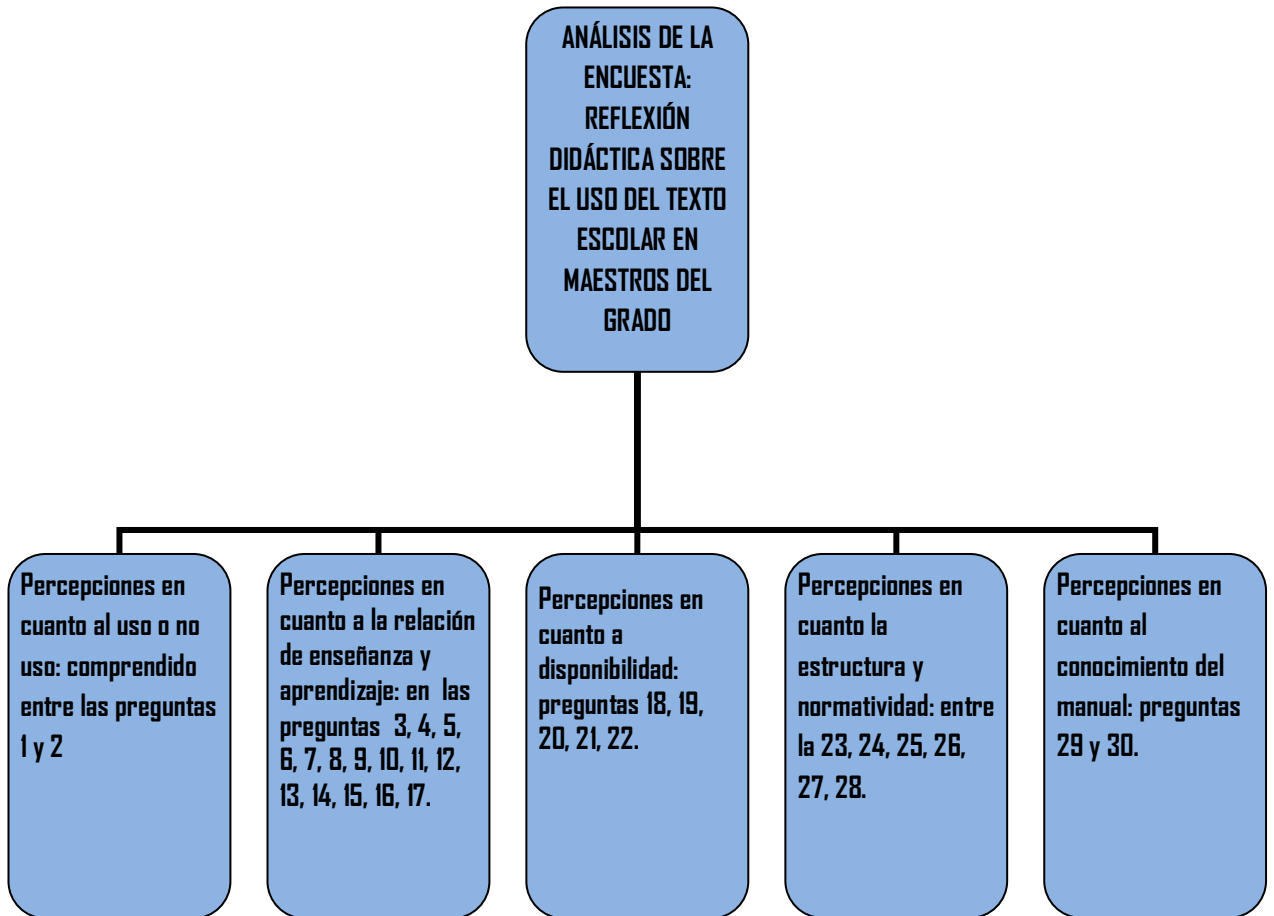 ANÁLISIS DE LA
ENCUESTA:
REFLEXIÓN
DIDÁCTICA SOBRE
EL USO DEL TEXTO
ESCOLAR EN
MAESTROS DEL
GRADO
Percepciones en
cuanto al uso o no
uso: comprendido
entre las preguntas
1 y 2
Percepciones en
cuanto a la relación
de enseñanza y
aprendizaje: en las
preguntas 3, 4, 5,
6, 7, 8, 9, 10, 11, 12,
13, 14, 15, 16, 17.
Percepciones en
cuanto a
disponibilidad:
preguntas 18, 19,
20, 21, 22.
Percepciones en
cuanto la
estructura y
normatividad: entre
la 23, 24, 25, 26,
27, 28.
Percepciones en
cuanto al
conocimiento del
manual: preguntas
29 y 30.